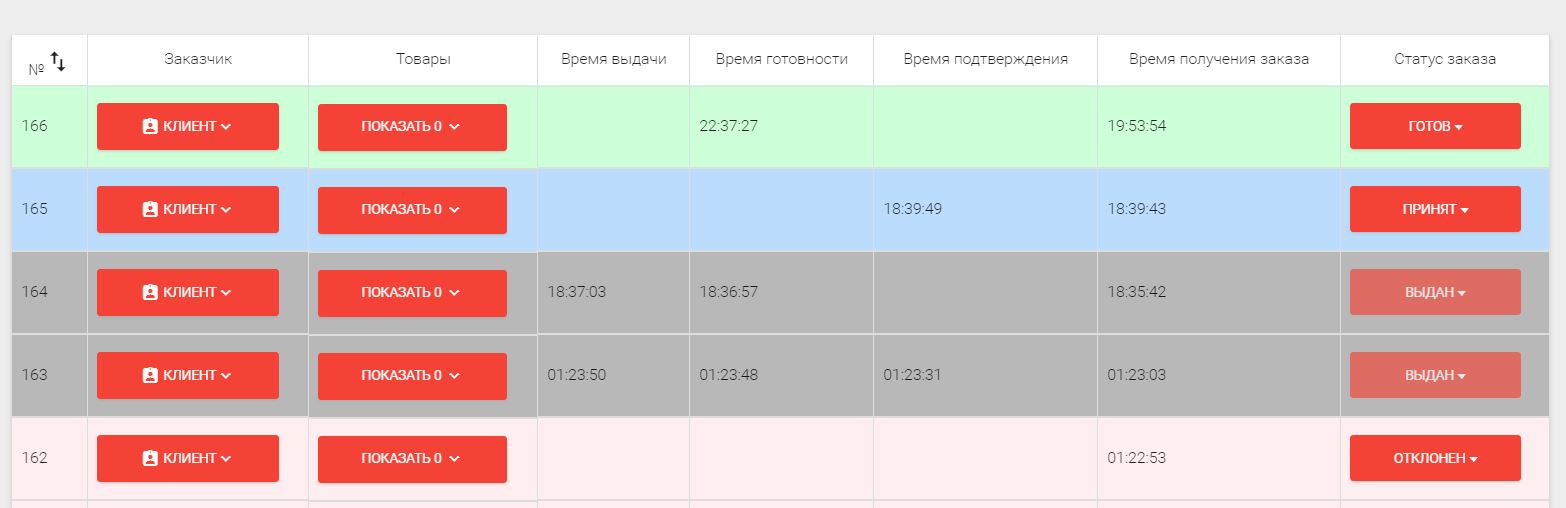 № Заказчик Товары Время выдачи Время готовности Время подтверждения Время получения заказа Статус заказа
166 КЛИЕНТ ПОКАЗАТЬ 0 22:37:27 19:53:54 ГОТОВ
165 КЛИЕНТ ПОКАЗАТЬ 0 18:39:49 18:39:43 ПРИНЯТ
164 КЛИЕНТ ПОКАЗАТЬ 0 18:37:03 18:36:57 18:35:42 ВЫДАН
163 КЛИЕНТ ПОКАЗАТЬ 0 01:23:50 01:23:48 01:23:31 01:23:03 ВЫДАН
162 КЛИЕНТ ПОКАЗАТЬ 0 01:22:53 ОТКЛОНЕН